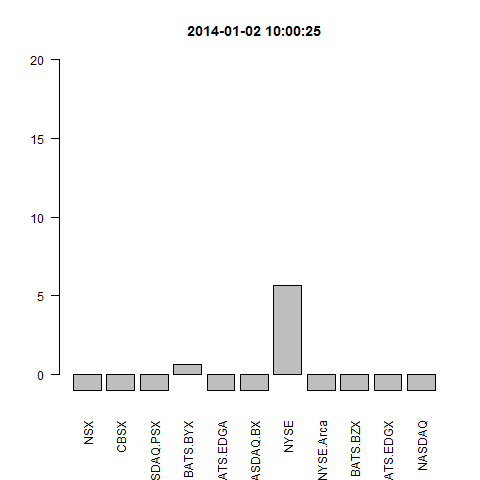 2014-01-02 10:00:25
20
15
10
5
0
NSX
CBSX
SDAQ.PSX
BATS.BYX
ATS.EDGA
ASDAQ.BX
NYSE
NYSE.Arca
BATS.BZX
ATS.EDGX
NASDAQ